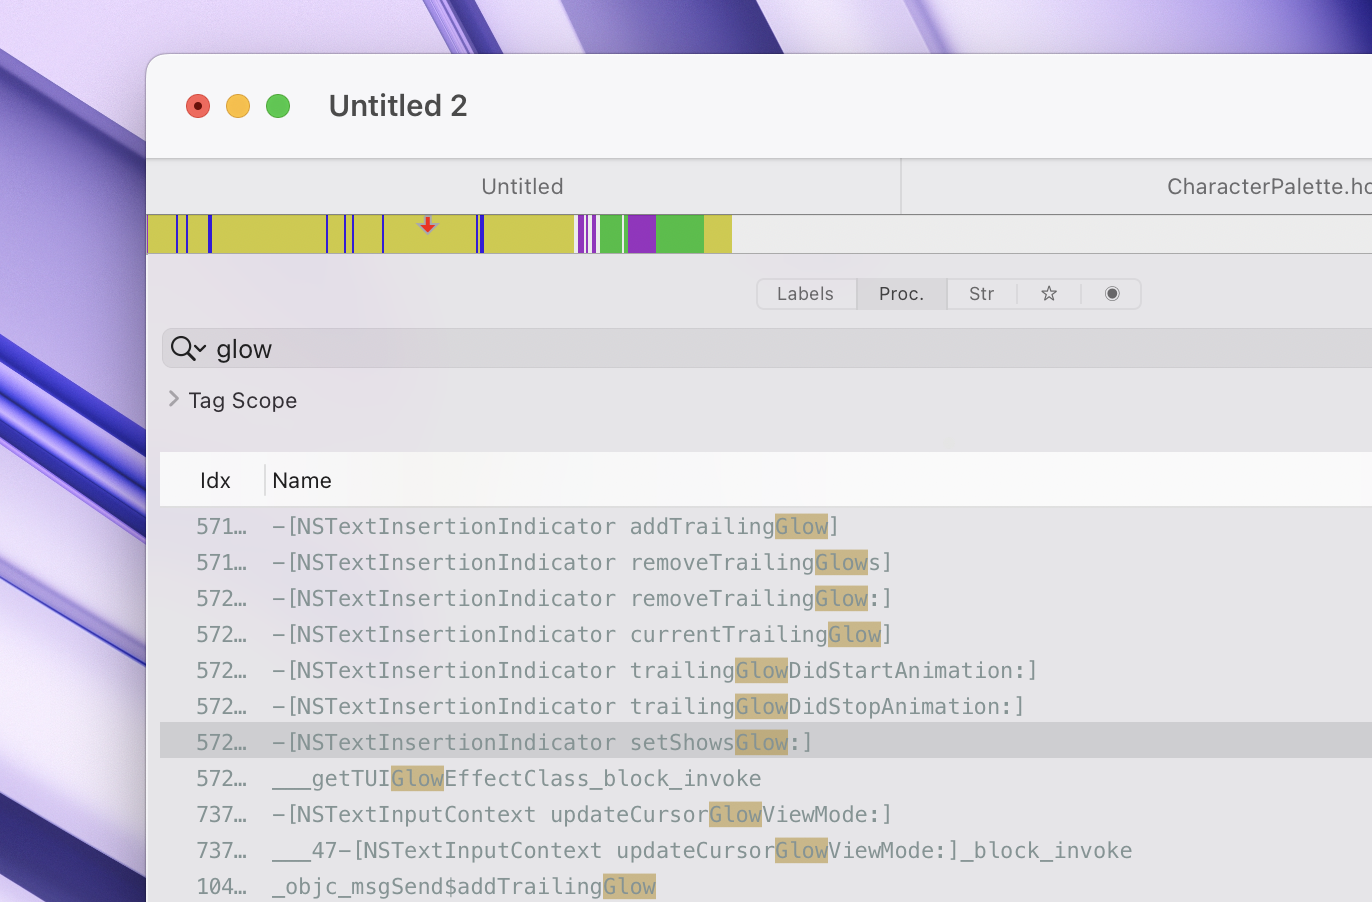 Untitled 2
Untitled
CharacterPalette.ho
Labels Proc. Str
glow
Tag Scope
Idx Name
571… -[NSTextInsertionIndicator addTrailingGlow]
571… -[NSTextInsertionIndicator removeTrailingGlows]
572… -[NSTextInsertionIndicator removeTrailingGlow:]
572… -[NSTextInsertionIndicator currentTrailingGlow]
572… -[NSTextInsertionIndicator trailingGlowDidStartAnimation:]
572… -[NSTextInsertionIndicator trailingGlowDidStopAnimation:]
572… -[NSTextInsertionIndicator setShowsGlow:]
572… ___getTUIGlowEffectClass_block_invoke
737… -[NSTextInputContext updateCursorGlowViewMode:]
737… ___47-[NSTextInputContext updateCursorGlowViewMode:]_block_invoke
104… _objc_msgSend$addTrailingGlow